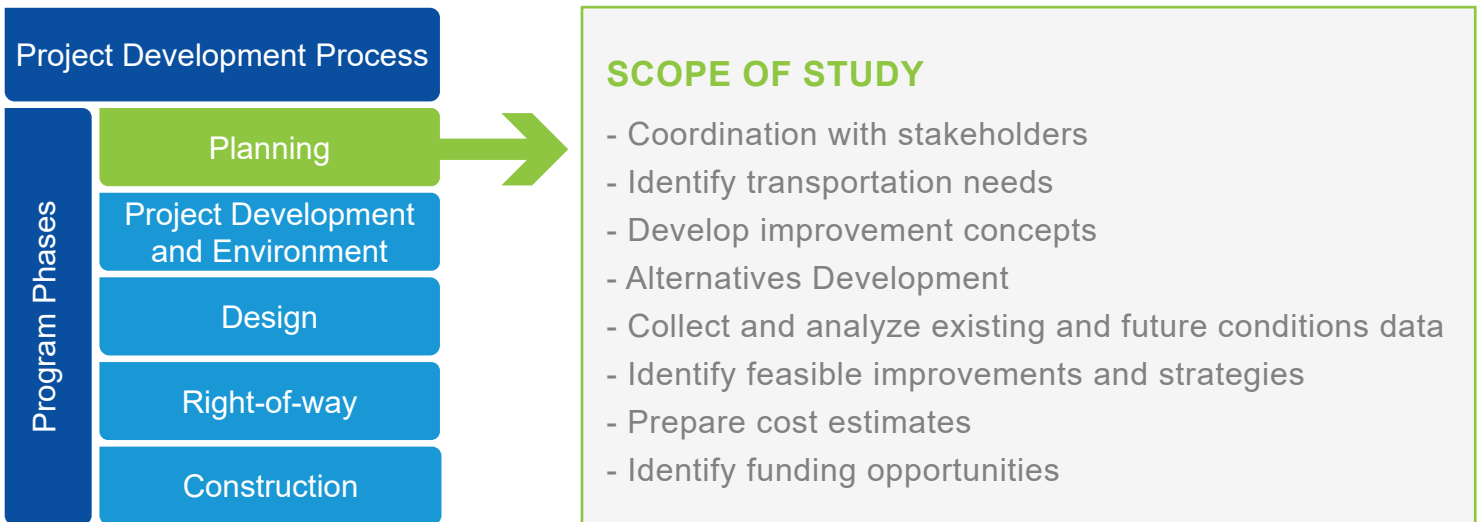 Project Development Process
Program Phases
Planning
Project Development
and Environment
Design
Right-of-way
Construction
SCOPE OF STUDY
- Coordination with stakeholders
- Identify transportation needs
- Develop improvement concepts
- Alternatives Development
- Collect and analyze existing and future conditions data
- Identify feasible improvements and strategies
- Prepare cost estimates
- Identify funding opportunities